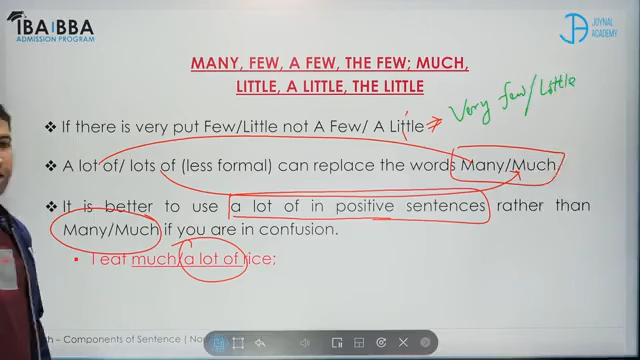 IBA|BBA
ADMISSION PROGRAM
JOYNAL
ACADEMY
MANY, FEW, A FEW, THE FEW; MUCH,
LITTLE, A LITTLE, THE LITTLE
Very few/Little
❖ If there is very put Few/Little not A Few/ A Little
❖ A lot of/ lots of (less formal) can replace the words Many/Much.
❖ It is better to use a lot of in positive sentences rather than
Many/Much if you are in confusion.
▪ I eat much/a lot of rice;
– Components of Sentence